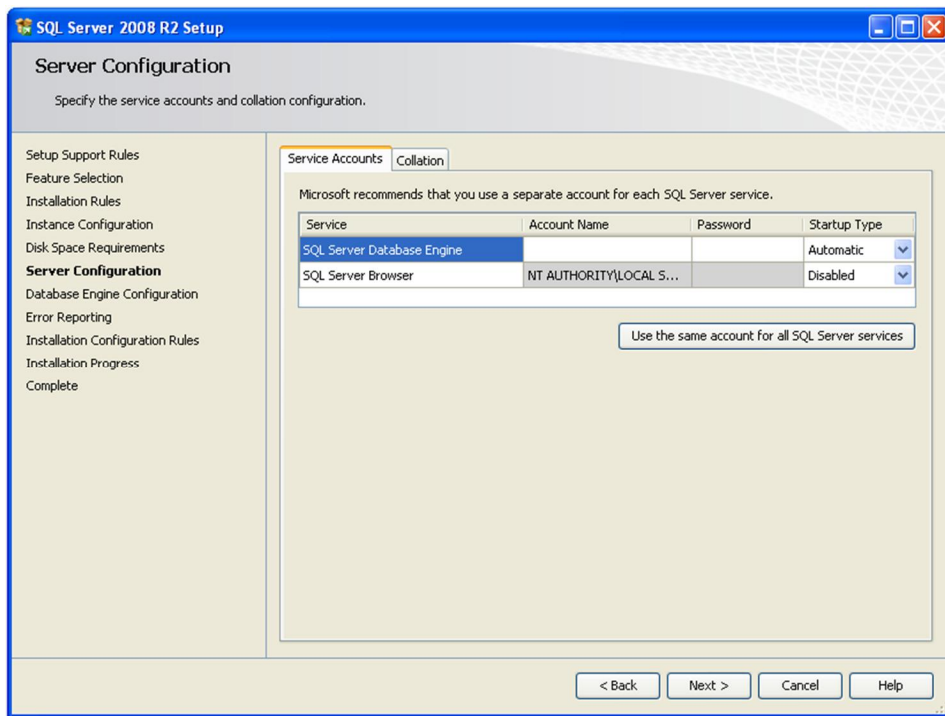 SQL Server 2008 R2 Setup
Server Configuration
Specify the service accounts and collation configuration.
Setup Support Rules
Feature Selection
Installation Rules
Instance Configuration
Disk Space Requirements
Server Configuration
Database Engine Configuration
Error Reporting
Installation Configuration Rules
Installation Progress
Complete
Service Accounts Collation
Microsoft recommends that you use a separate account for each SQL Server service.
Service Account Name Password Startup Type
SQL Server Database Engine Automatic
SQL Server Browser NT AUTHORITY\LOCAL S... Disabled
Use the same account for all SQL Server services
< Back Next > Cancel Help